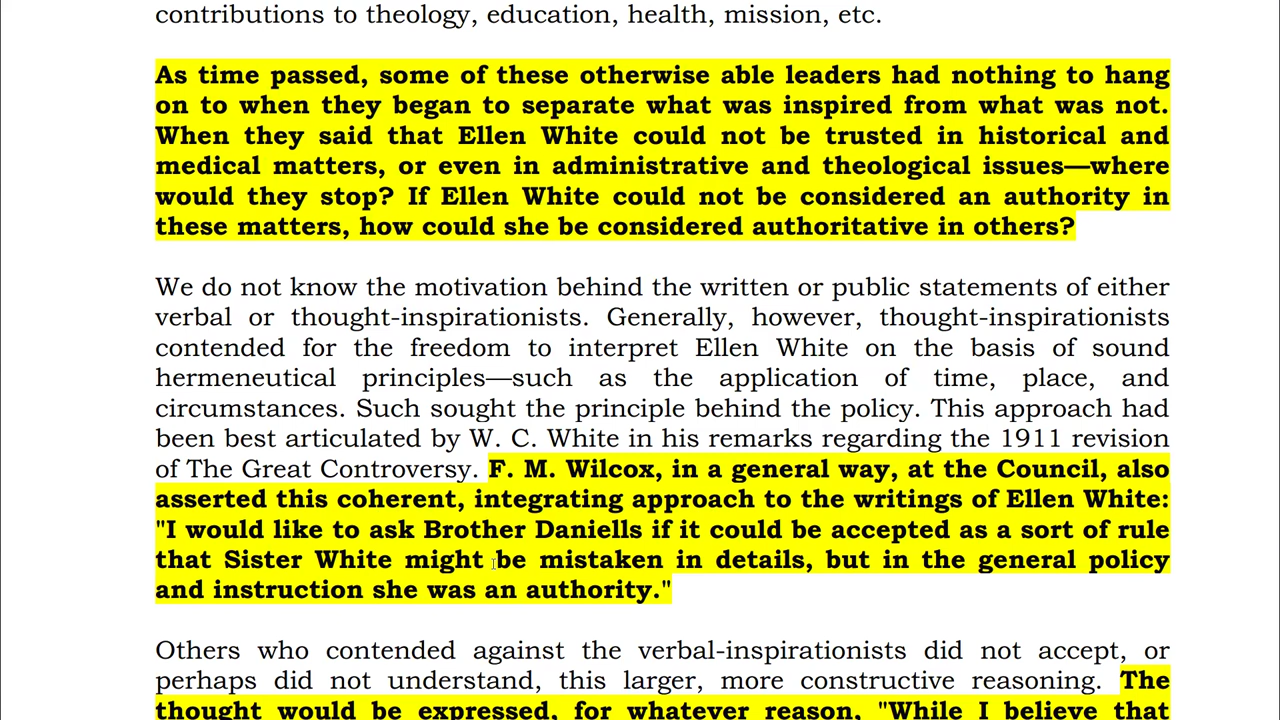 contributions to theology, education, health, mission, etc.
As time passed, some of these otherwise able leaders had nothing to hang
on to when they began to separate what was inspired from what was not.
When they said that Ellen White could not be trusted in historical and
medical matters, or even in administrative and theological issues—where
would they stop? If Ellen White could not be considered an authority in
these matters, how could she be considered authoritative in others?
We do not know the motivation behind the written or public statements of either
verbal or thought-inspirationists. Generally, however, thought-inspirationists
contended for the freedom to interpret Ellen White on the basis of sound
hermeneutical principles—such as the application of time, place, and
circumstances. Such sought the principle behind the policy. This approach had
been best articulated by W. C. White in his remarks regarding the 1911 revision
of The Great Controversy. F. M. Wilcox, in a general way, at the Council, also
asserted this coherent, integrating approach to the writings of Ellen White:
"I would like to ask Brother Daniells if it could be accepted as a sort of rule
that Sister White might be mistaken in details, but in the general policy
and instruction she was an authority."
Others who contended against the verbal-inspirationists did not accept, or
perhaps did not understand, this larger, more constructive reasoning. The
thought would be expressed, for whatever reason, "While I believe that